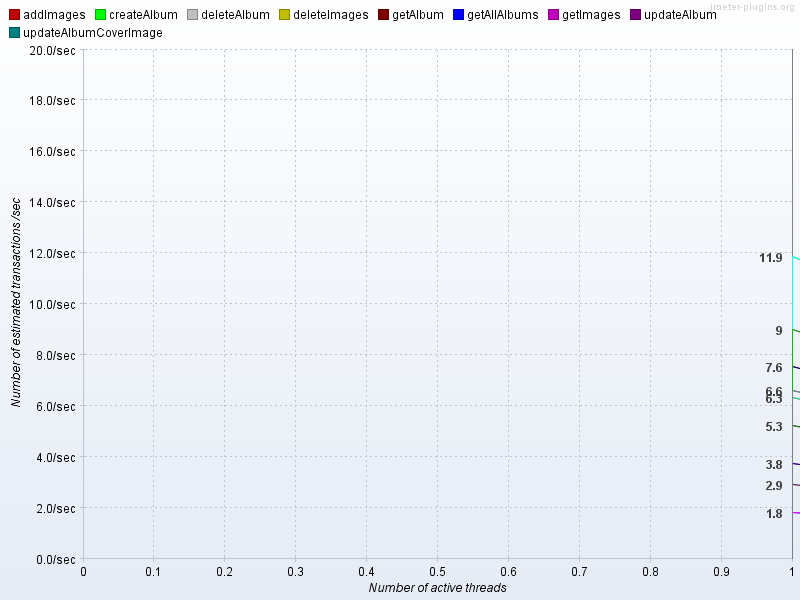 jmeter-plugins.org
addImages createAlbum deleteAlbum deleteImages getAlbum getAllAlbums getImages updateAlbum
updateAlbumCoverImage
20.0/sec
18.0/sec
16.0/sec
14.0/sec
12.0/sec
10.0/sec
8.0/sec
6.0/sec
4.0/sec
2.0/sec
0.0/sec
Number of estimated transactions /sec
11.9
9
7.6
6.6
6.3
5.3
3.8
2.9
1.8
0 0.1 0.2 0.3 0.4 0.5 0.6 0.7 0.8 0.9 1
Number of active threads